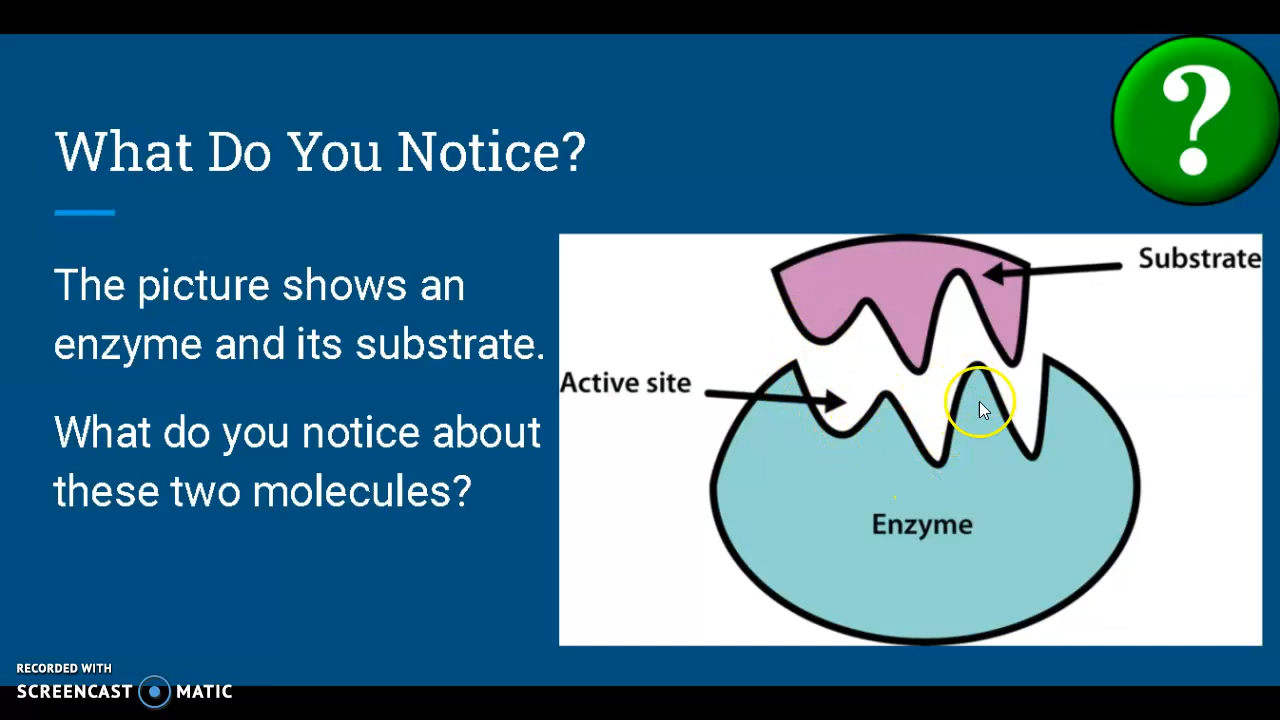 ?
What Do You Notice?
The picture shows an
enzyme and its substrate.
What do you notice about
these two molecules?
Substrate
Active site
Enzyme
RECORDED WITH
SCREENCAST MATIC